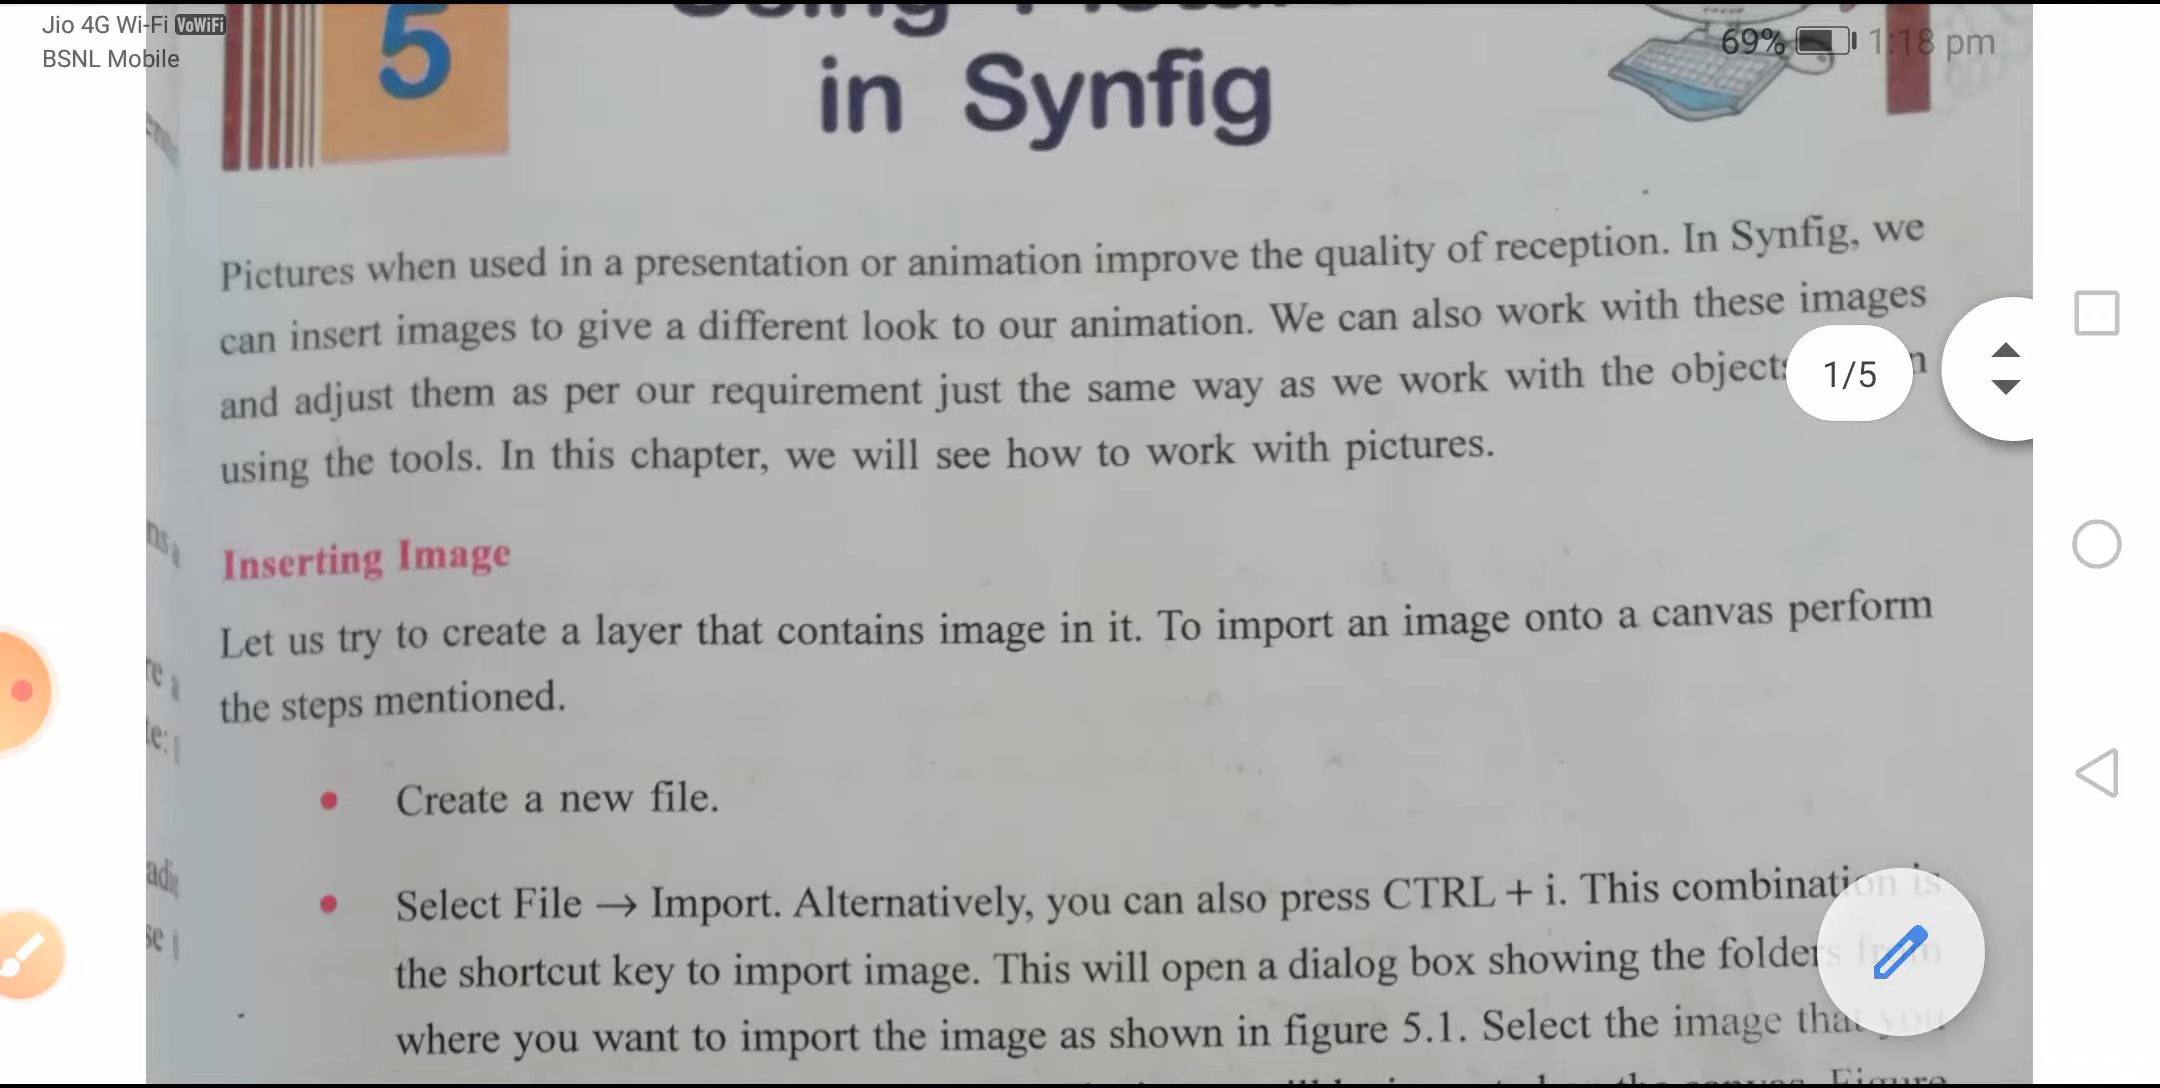 Jio 4G Wi-Fi VoWiFi
BSNL Mobile
69% 1:18 pm
5
in Synfig
Pictures when used in a presentation or animation improve the quality of reception. In Synfig, we
can insert images to give a different look to our animation. We can also work with these images
and adjust them as per our requirement just the same way as we work with the objects
1/5
using the tools. In this chapter, we will see how to work with pictures.
Inserting Image
Let us try to create a layer that contains image in it. To import an image onto a canvas perform
the steps mentioned.
• Create a new file.
• Select File → Import. Alternatively, you can also press CTRL + i. This combination is
the shortcut key to import image. This will open a dialog box showing the folders from
where you want to import the image as shown in figure 5.1. Select the image that you